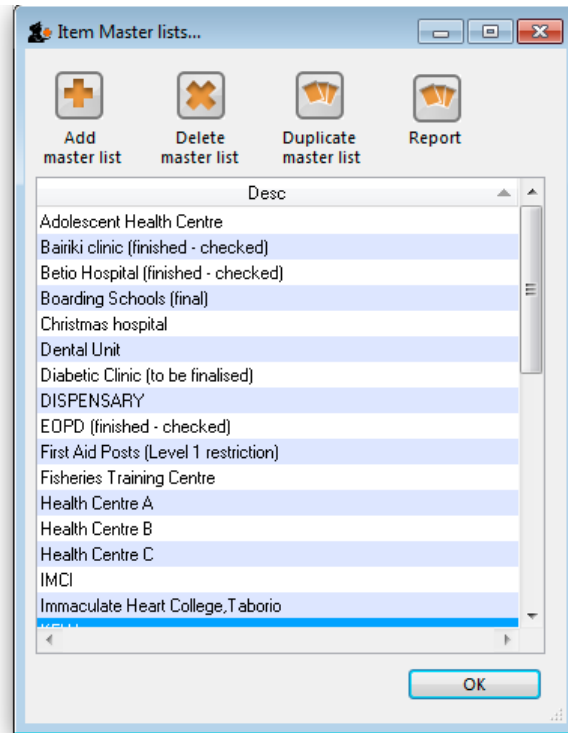 Item Master lists...
Add
master list
Delete
master list
Duplicate
master list
Report
Desc
Adolescent Health Centre
Bairiki clinic (finished - checked)
Betio Hospital (finished - checked)
Boarding Schools (final)
Christmas hospital
Dental Unit
Diabetic Clinic (to be finalised)
DISPENSARY
EOPD (finished - checked)
First Aid Posts (Level 1 restriction)
Fisheries Training Centre
Health Centre A
Health Centre B
Health Centre C
IMCI
Immaculate Heart College,Taborio
OK